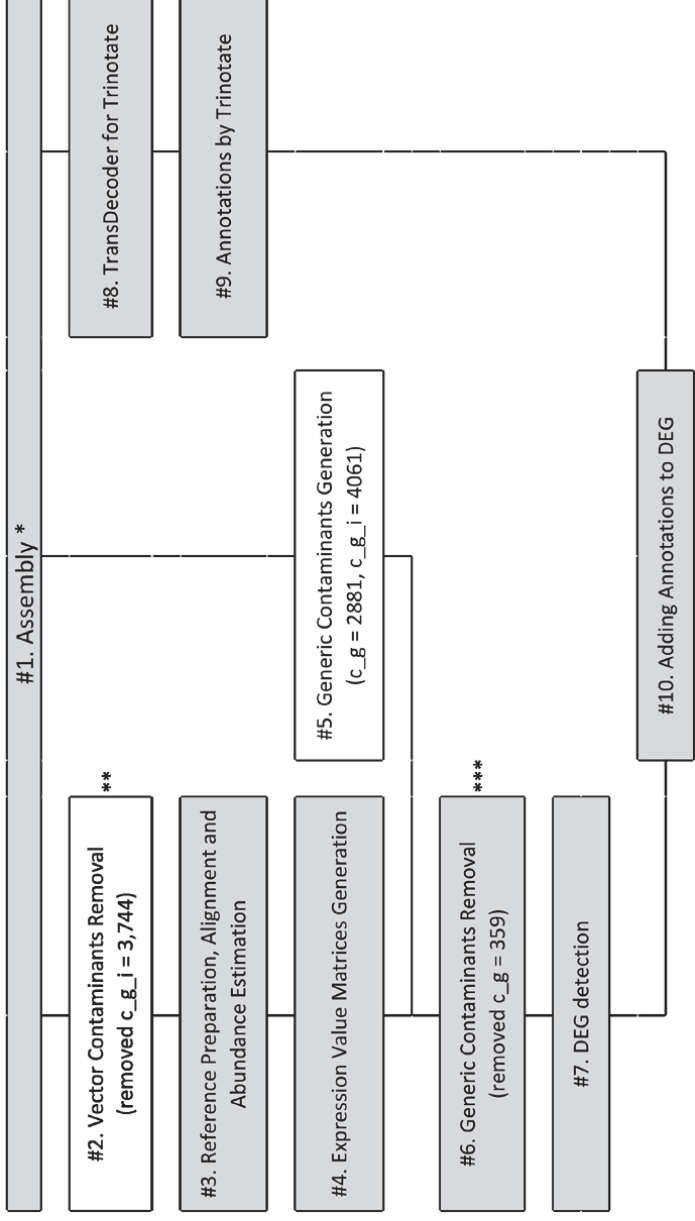 #1. Assembly *
#2. Vector Contaminants Removal
(removed c_g_i = 3,744)
**
#3. Reference Preparation, Alignment and
Abundance Estimation
#4. Expression Value Matrices Generation
#5. Generic Contaminants Generation
(c_g = 2881, c_g_i = 4061)
#6. Generic Contaminants Removal
(removed c_g = 359)
***
#7. DEG detection
#8. TransDecoder for Trinotate
#9. Annotations by Trinotate
#10. Adding Annotations to DEG